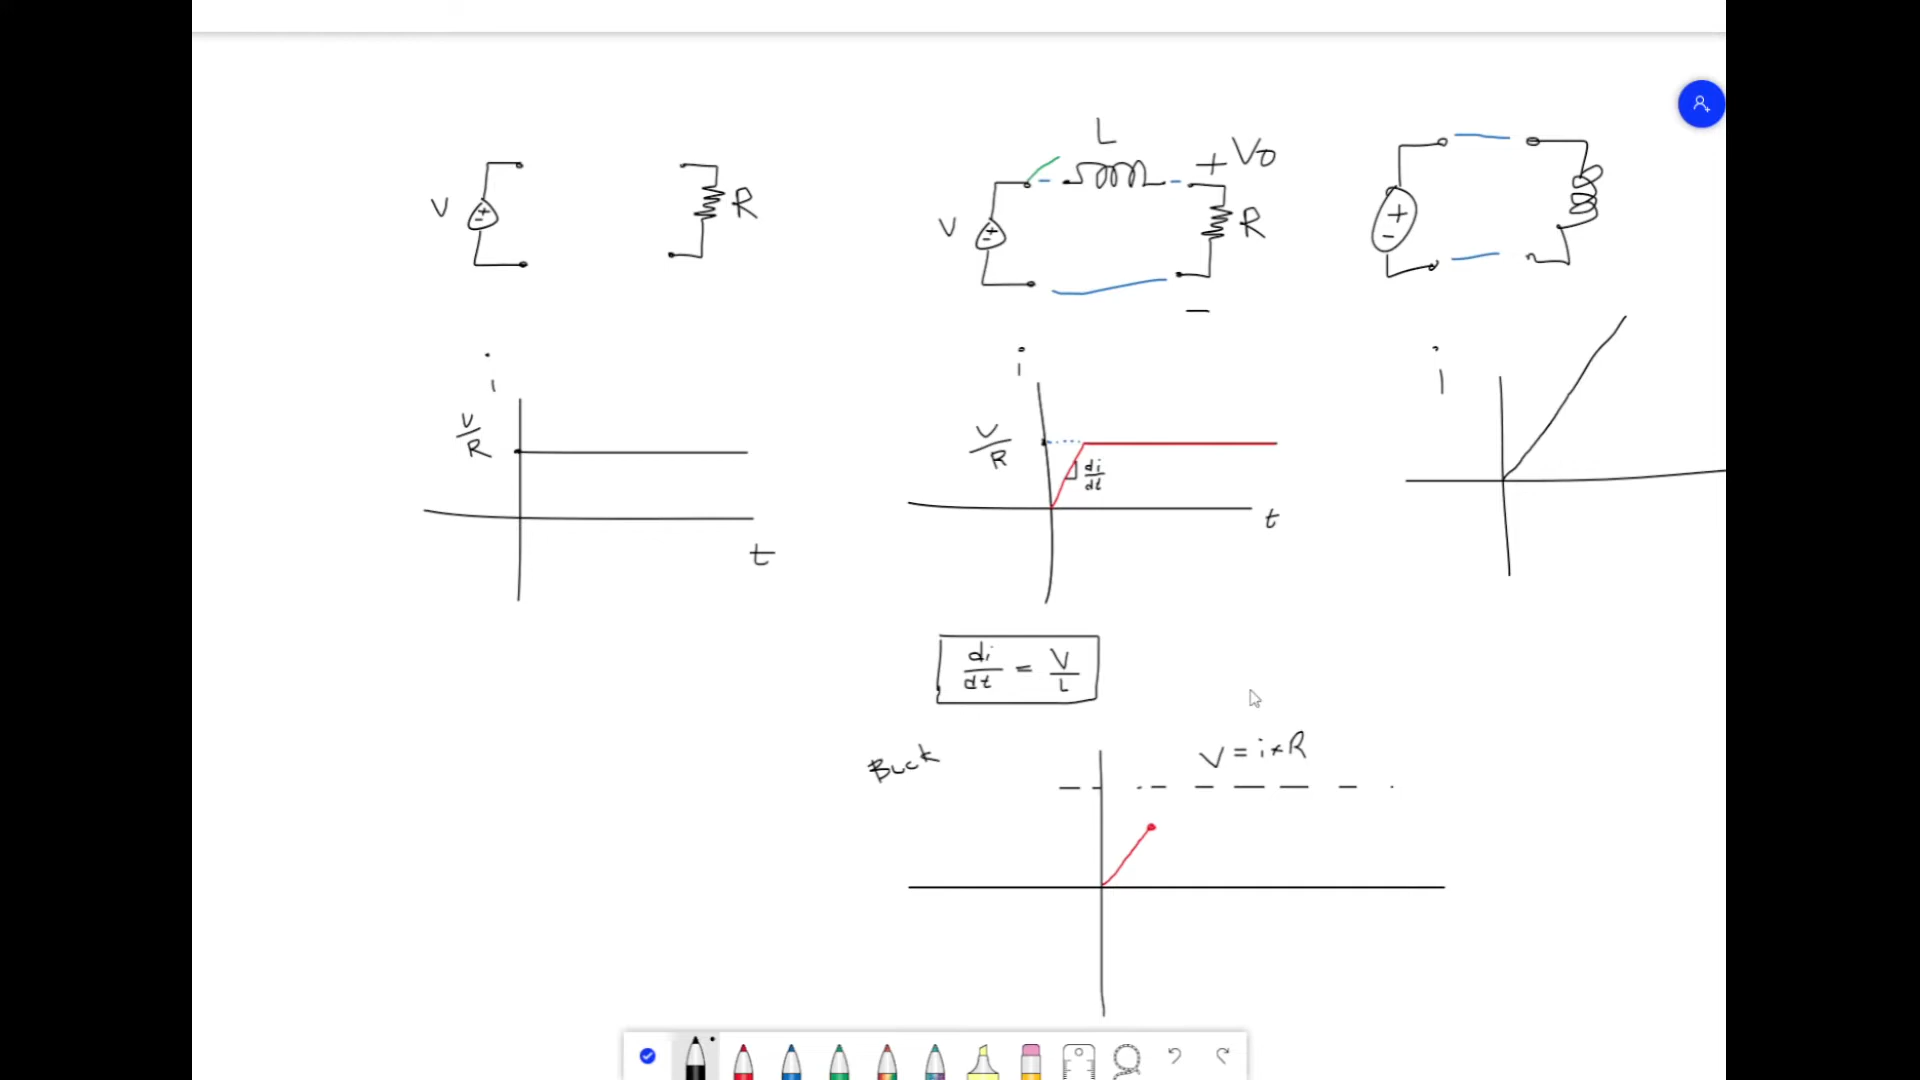 L
+ Vo
V
+
-
R
V
+
-
R
+
-
-
i
V/R
t
i
V/R
di/dt
t
i
di/dt = V/L
Buck
V = i * R